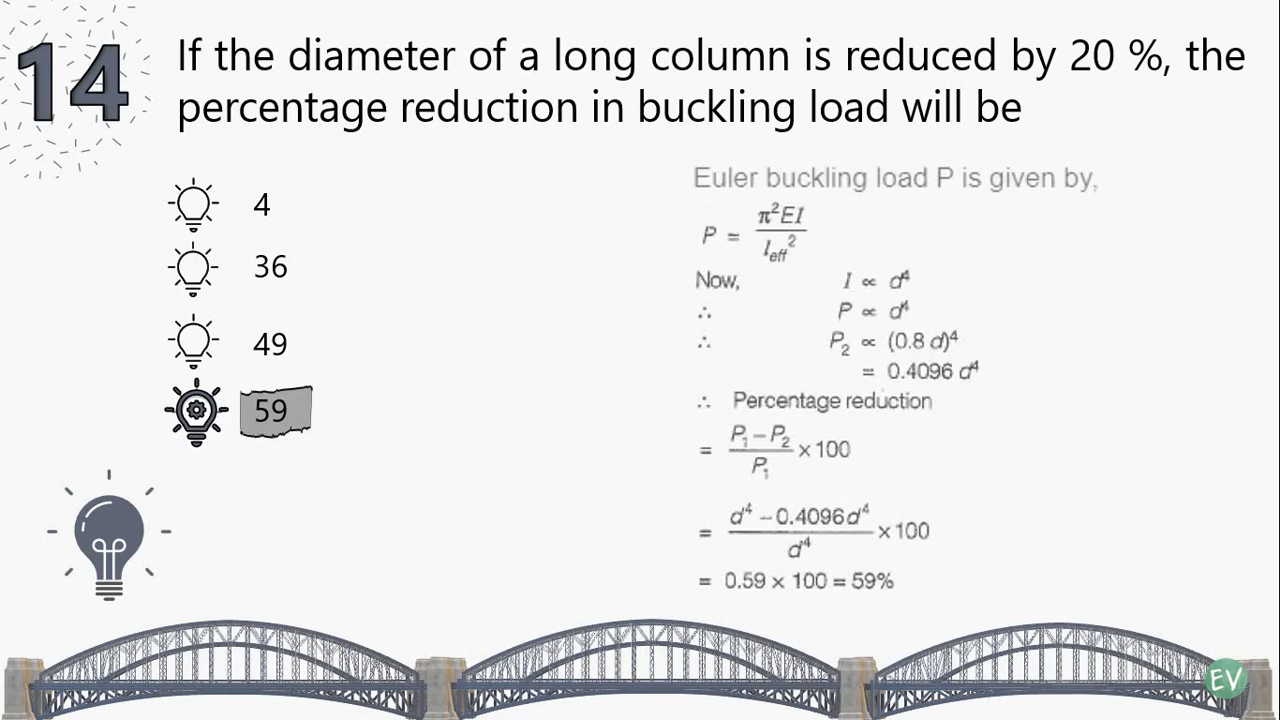 14
If the diameter of a long column is reduced by 20 %, the
percentage reduction in buckling load will be
4
36
49
59
Euler buckling load P is given by,
P = π²EI / l_eff²
Now, I ∝ d⁴
∴ P ∝ d⁴
∴ P₂ ∝ (0.8 d)⁴
= 0.4096 d⁴
∴ Percentage reduction
= P₁ – P₂ / P₁ × 100
= d⁴ – 0.4096 d⁴ / d⁴ × 100
= 0.59 × 100 = 59%
EV